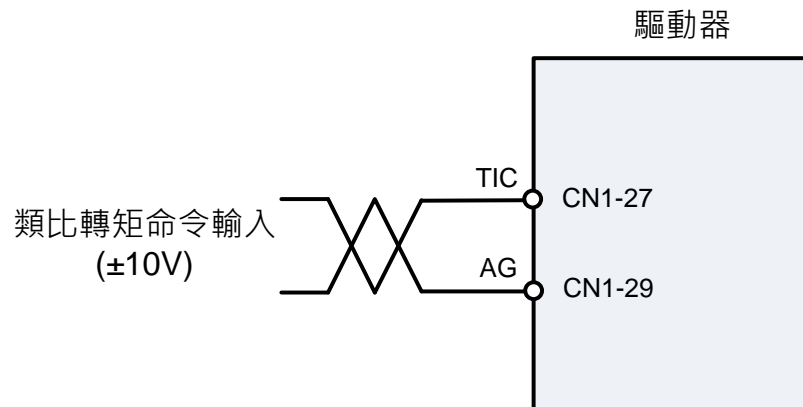 驅動器
TIC
CN1-27
類比轉矩命令輸入
(±10V)
AG
CN1-29